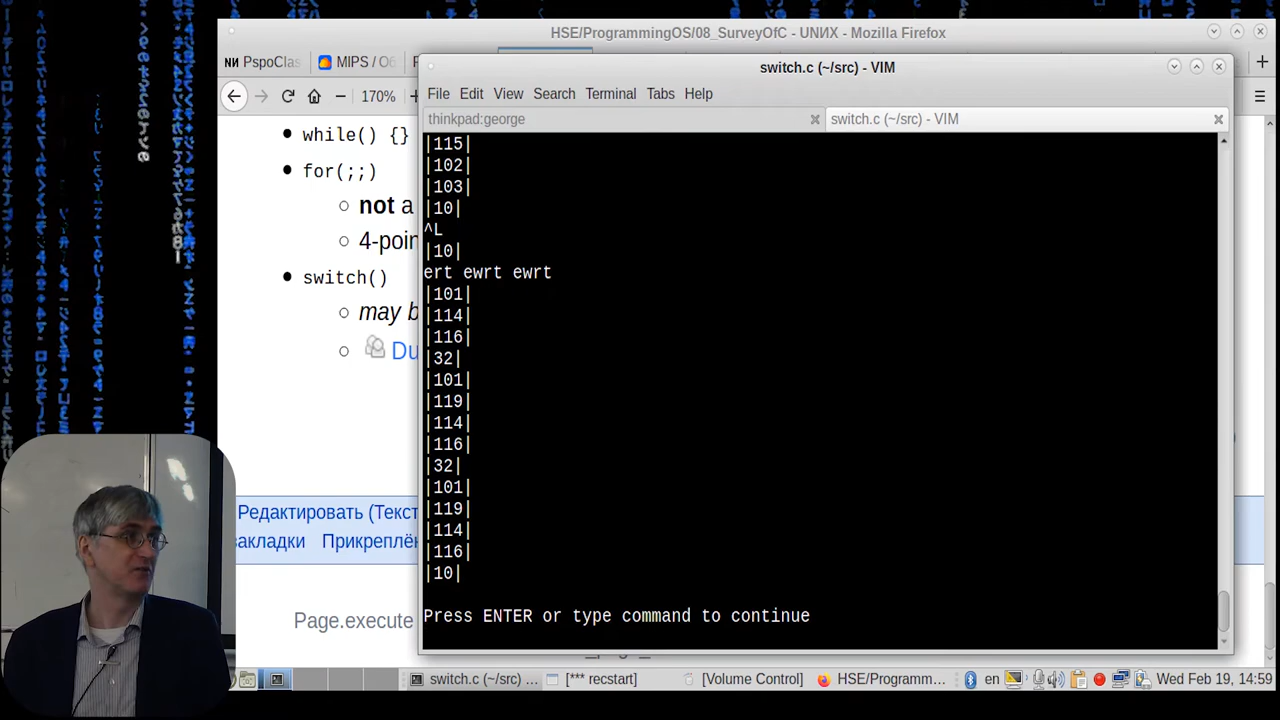 HSE/ProgrammingOS/08_SurveyOfC - UNИX - Mozilla Firefox
PspoClas
MIPS / Об
170%
switch.c (~/src) - VIM
File Edit View Search Terminal Tabs Help
thinkpad:george
switch.c (~/src) - VIM
while() {}
for(;;)
not a
4-poin
switch()
may b
Du
|115|
|102|
|103|
|10|
^L
|10|
ert ewrt ewrt
|101|
|114|
|116|
|32|
|101|
|119|
|114|
|116|
|32|
|101|
|119|
|114|
|116|
|10|
Press ENTER or type command to continue
Редактировать (Текст
закладки Прикреплён
Page.execute
switch.c (~/src) ...
[*** recstart]
[Volume Control]
HSE/Programm...
en
Wed Feb 19, 14:59